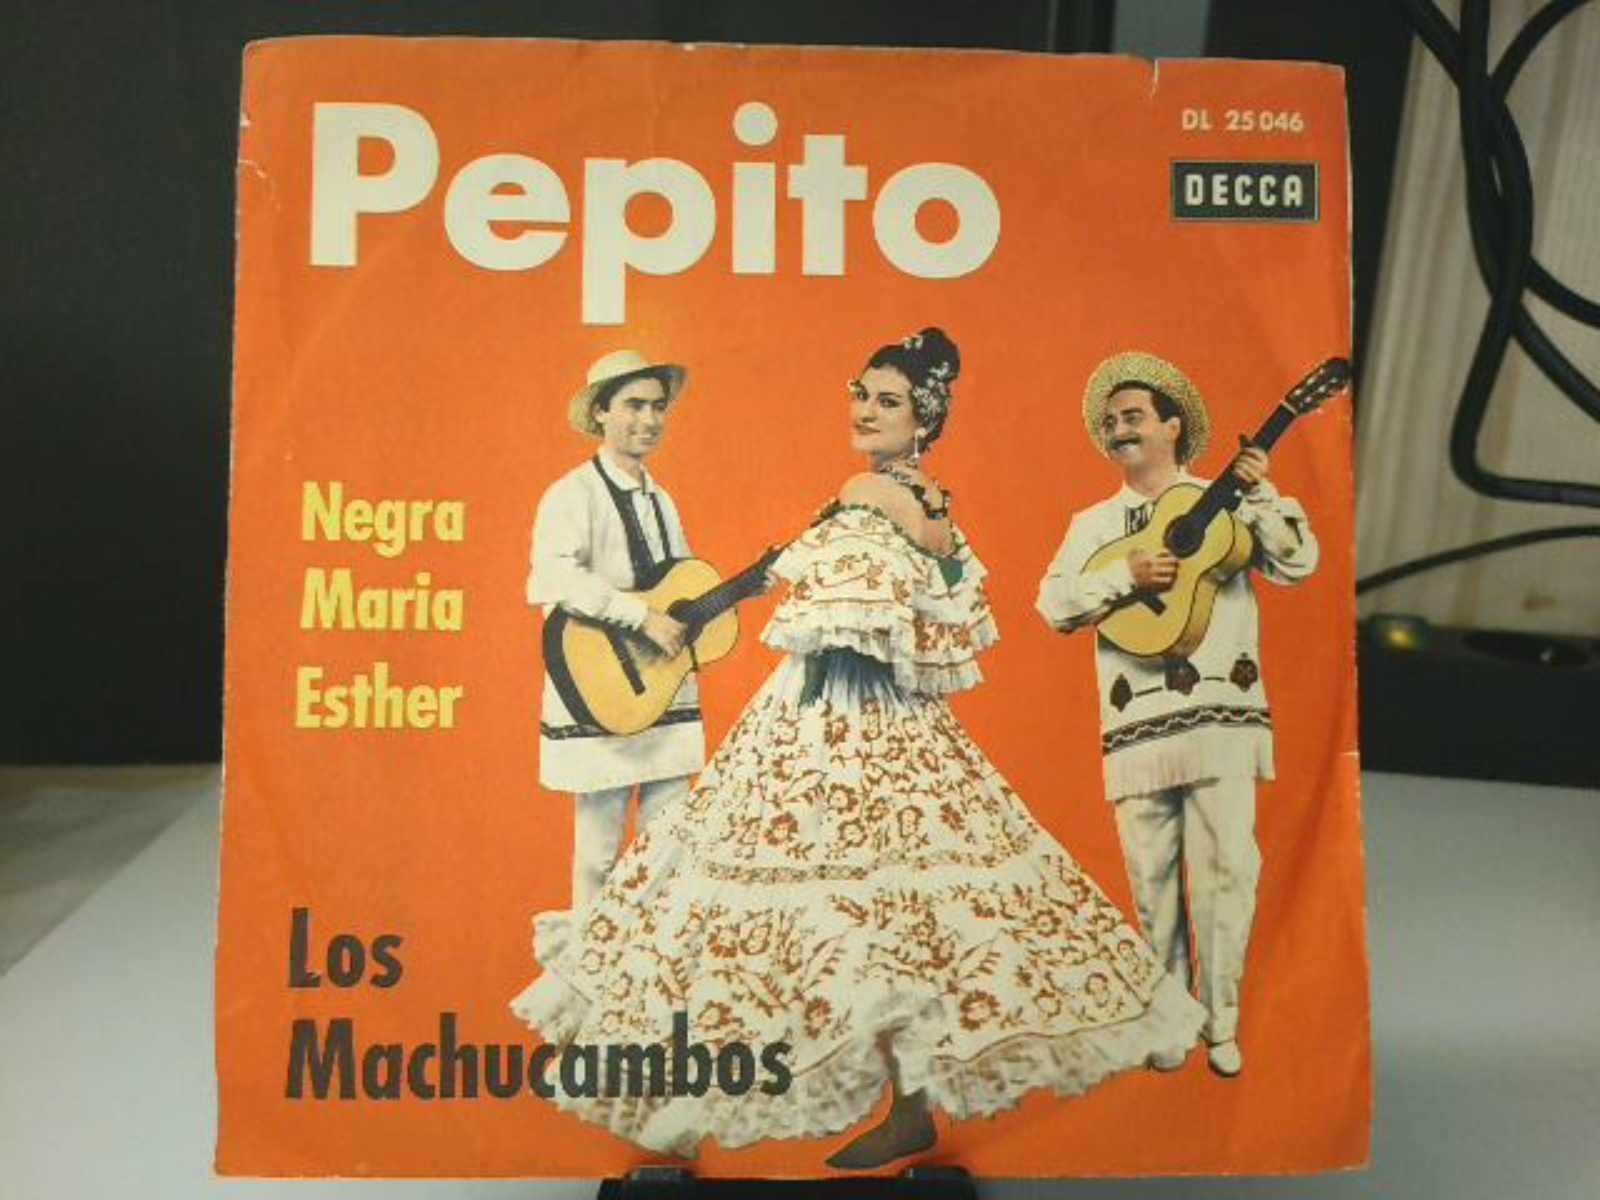 Pepito
DL 25 046
DECCA
Negra
Maria
Esther
Los
Machucambos